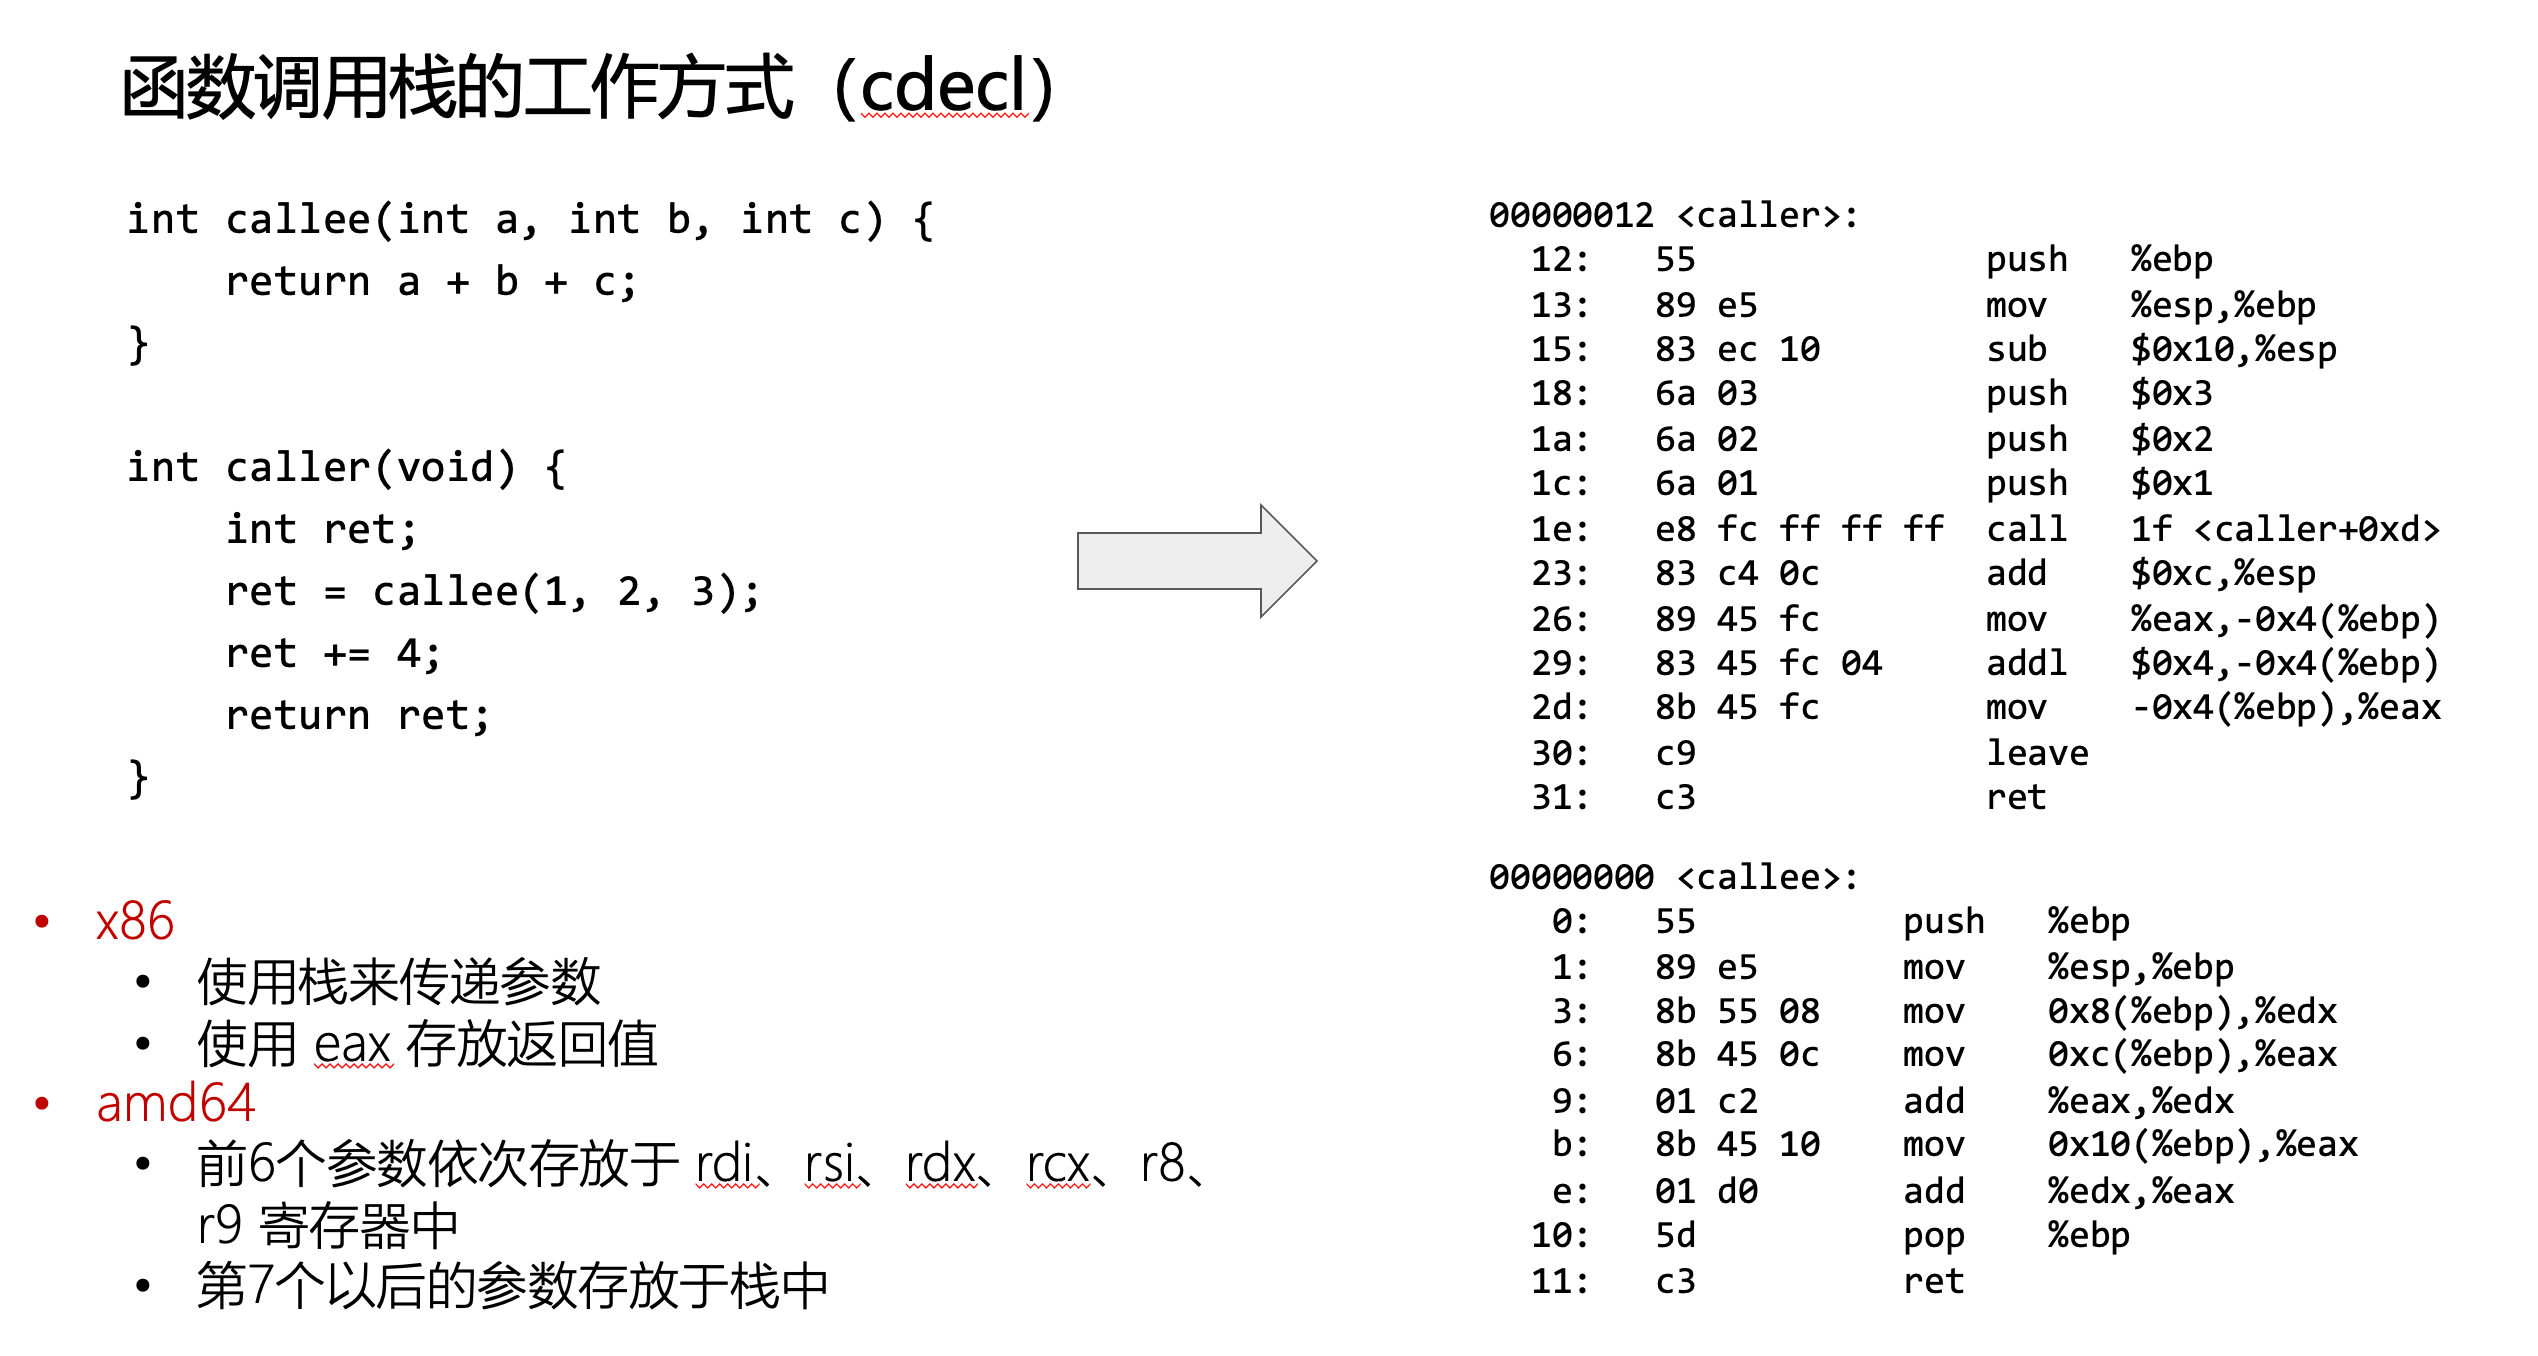 函数调用栈的工作方式（cdecl）
int callee(int a, int b, int c) {
    return a + b + c;
}
int caller(void) {
    int ret;
    ret = callee(1, 2, 3);
    ret += 4;
    return ret;
}
• x86
• 使用栈来传递参数
• 使用 eax 存放返回值
• amd64
• 前6个参数依次存放于 rdi、rsi、rdx、rcx、r8、
r9 寄存器中
• 第7个以后的参数存放于栈中
00000012 <caller>:
  12:   55              push   %ebp
  13:   89 e5           mov    %esp,%ebp
  15:   83 ec 10        sub    $0x10,%esp
  18:   6a 03           push   $0x3
  1a:   6a 02           push   $0x2
  1c:   6a 01           push   $0x1
  1e:   e8 fc ff ff ff  call   1f <caller+0xd>
  23:   83 c4 0c        add    $0xc,%esp
  26:   89 45 fc        mov    %eax,-0x4(%ebp)
  29:   83 45 fc 04     addl   $0x4,-0x4(%ebp)
  2d:   8b 45 fc        mov    -0x4(%ebp),%eax
  30:   c9              leave
  31:   c3              ret
00000000 <callee>:
   0:   55          push   %ebp
   1:   89 e5       mov    %esp,%ebp
   3:   8b 55 08    mov    0x8(%ebp),%edx
   6:   8b 45 0c    mov    0xc(%ebp),%eax
   9:   01 c2       add    %eax,%edx
   b:   8b 45 10    mov    0x10(%ebp),%eax
   e:   01 d0       add    %edx,%eax
  10:   5d          pop    %ebp
  11:   c3          ret